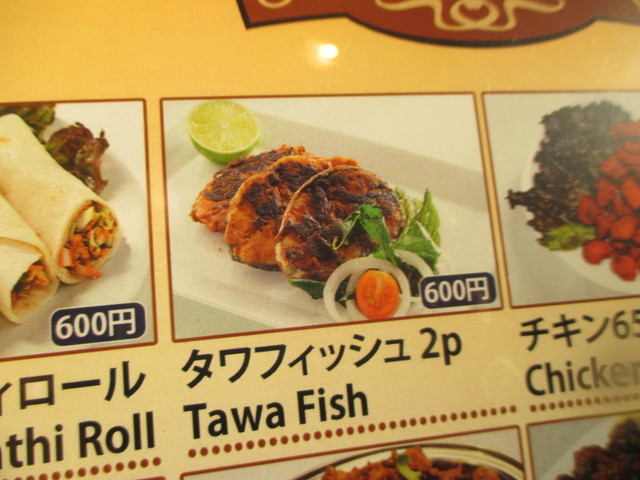 600円
ィロール
athi Roll
600円
タワフィッシュ 2p
Tawa Fish
チキン65
Chicken